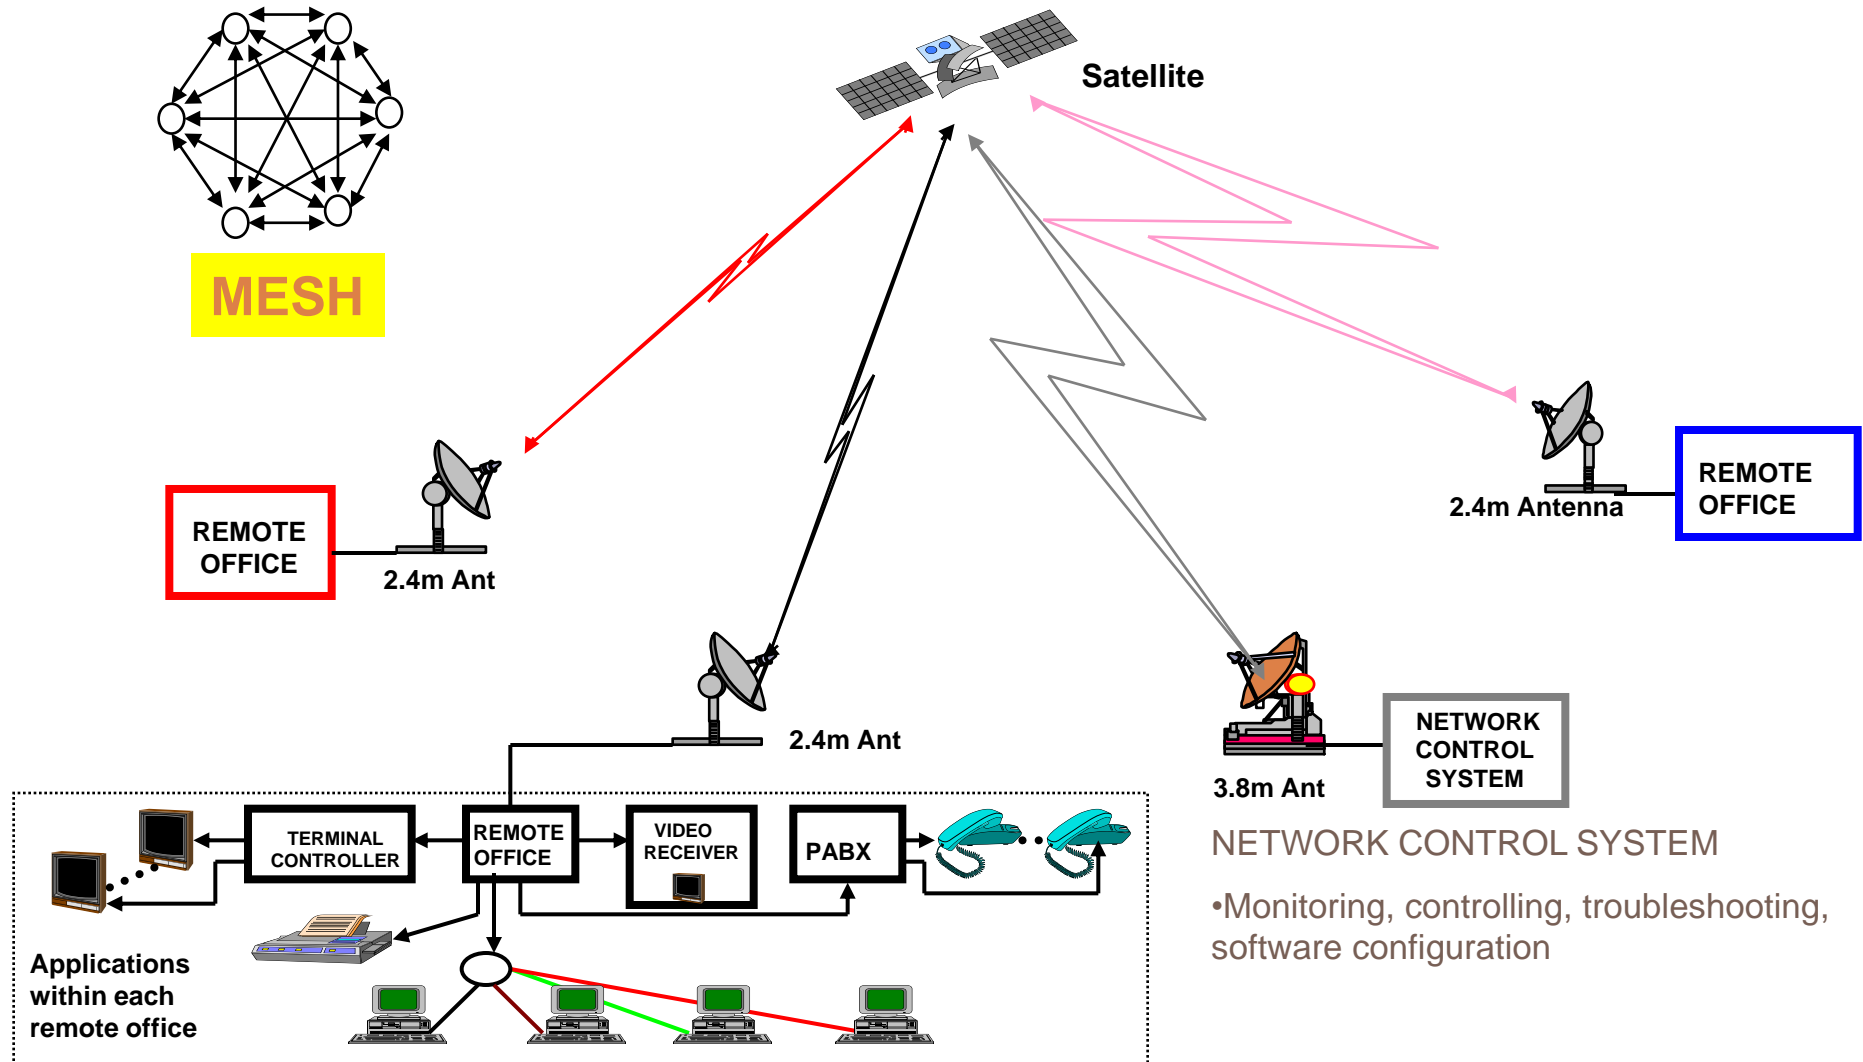 Satellite
MESH
REMOTE
OFFICE
2.4m Ant
2.4m Antenna
REMOTE
OFFICE
2.4m Ant
3.8m Ant
NETWORK
CONTROL
SYSTEM
TERMINAL
CONTROLLER
REMOTE
OFFICE
VIDEO
RECEIVER
PABX
Applications
within each
remote office
NETWORK CONTROL SYSTEM
•Monitoring, controlling, troubleshooting,
software configuration